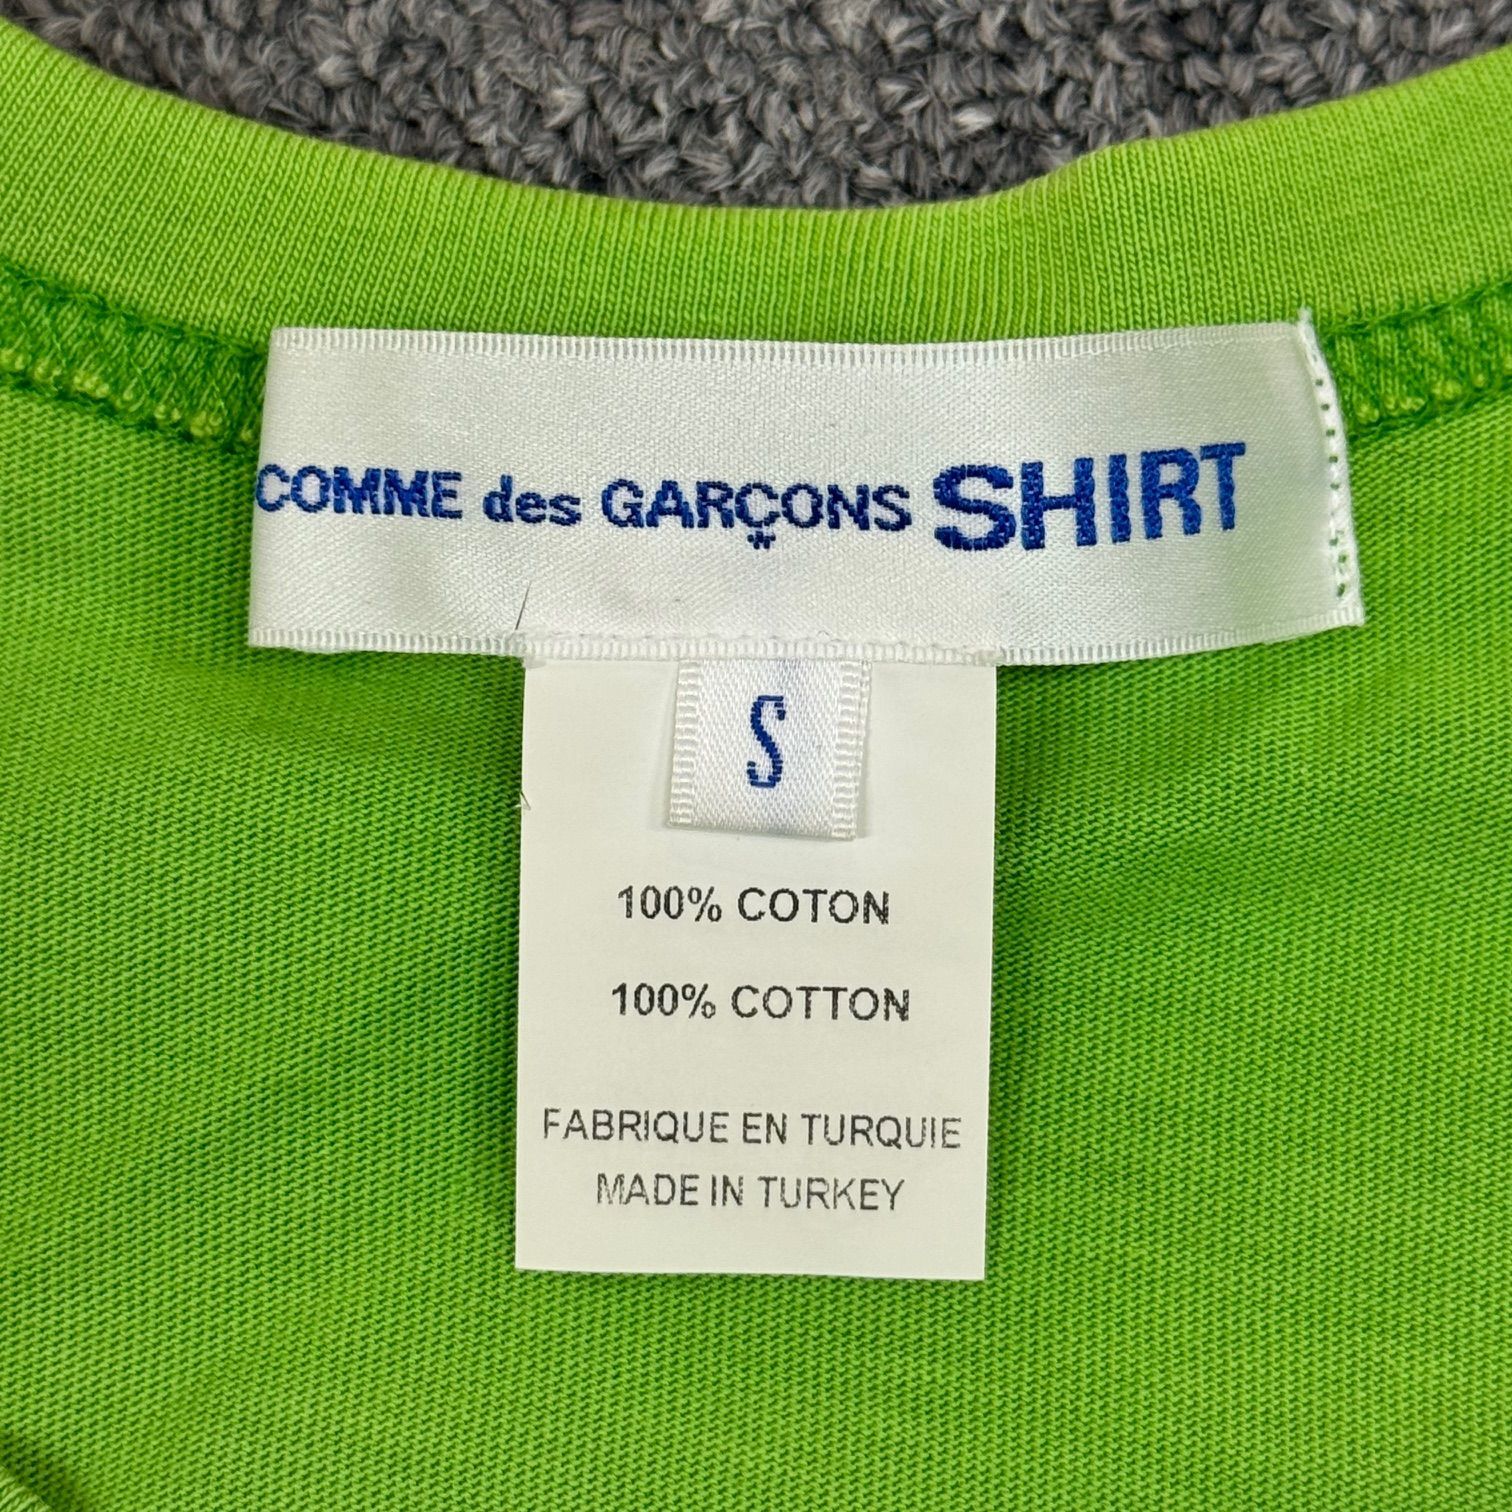 COMME des GARÇONS SHIRT
S
100% COTON
100% COTTON
FABRIQUE EN TURQUIE
MADE IN TURKEY